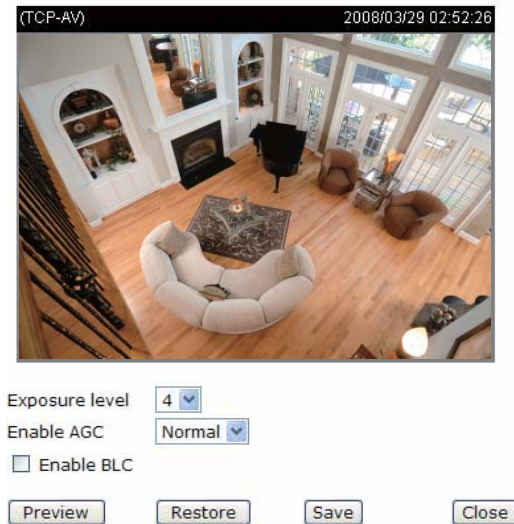 (TCP-AV) 2008/03/29 02:52:26
Exposure level 4
Enable AGC Normal
Enable BLC
Preview Restore Save Close